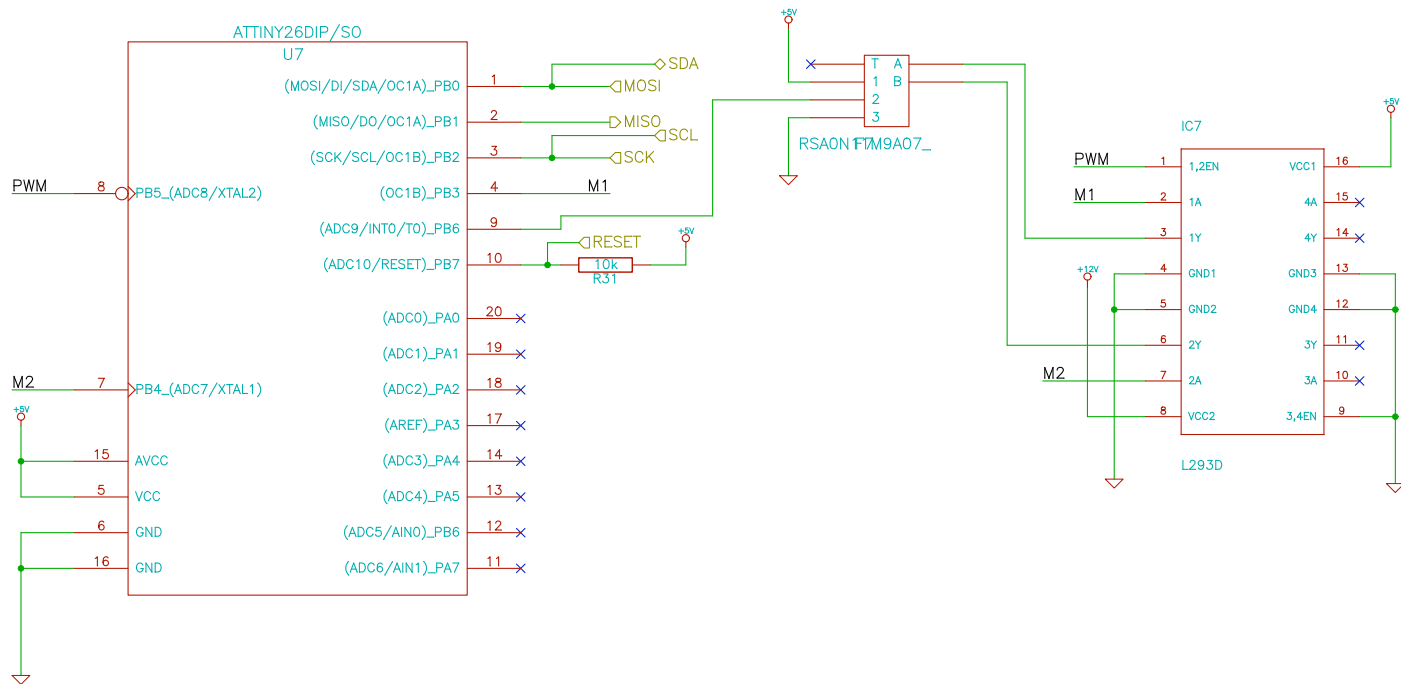 ATTINY26DIP/SO
U7
(MOSI/DI/SDA/OC1A)_PB0 1
SDA
MOSI
(MISO/DO/OC1A)_PB1 2
MISO
SCL
(SCK/SCL/OC1B)_PB2 3
SCK
PWM 8 PB5_(ADC8/XTAL2)
(OC1B)_PB3 4 M1
(ADC9/INT0/T0)_PB6 9
RESET
+5V
(ADC10/RESET)_PB7 10
10k
R31
(ADC0)_PA0 20
(ADC1)_PA1 19
(ADC2)_PA2 18
M2 7 PB4_(ADC7/XTAL1)
(AREF)_PA3 17
+5V
15 AVCC
(ADC3)_PA4 14
5 VCC
(ADC4)_PA5 13
6 GND
(ADC5/AIN0)_PB6 12
16 GND
(ADC6/AIN1)_PA7 11
+5V
T A
1 B
2
3
+5V
IC7
PWM 1 1,2EN VCC1 16
M1 2 1A 4A 15
3 1Y 4Y 14
+12V
4 GND1 GND3 13
5 GND2 GND4 12
6 2Y 3Y 11
M2 7 2A 3A 10
8 VCC2 3,4EN 9
L293D